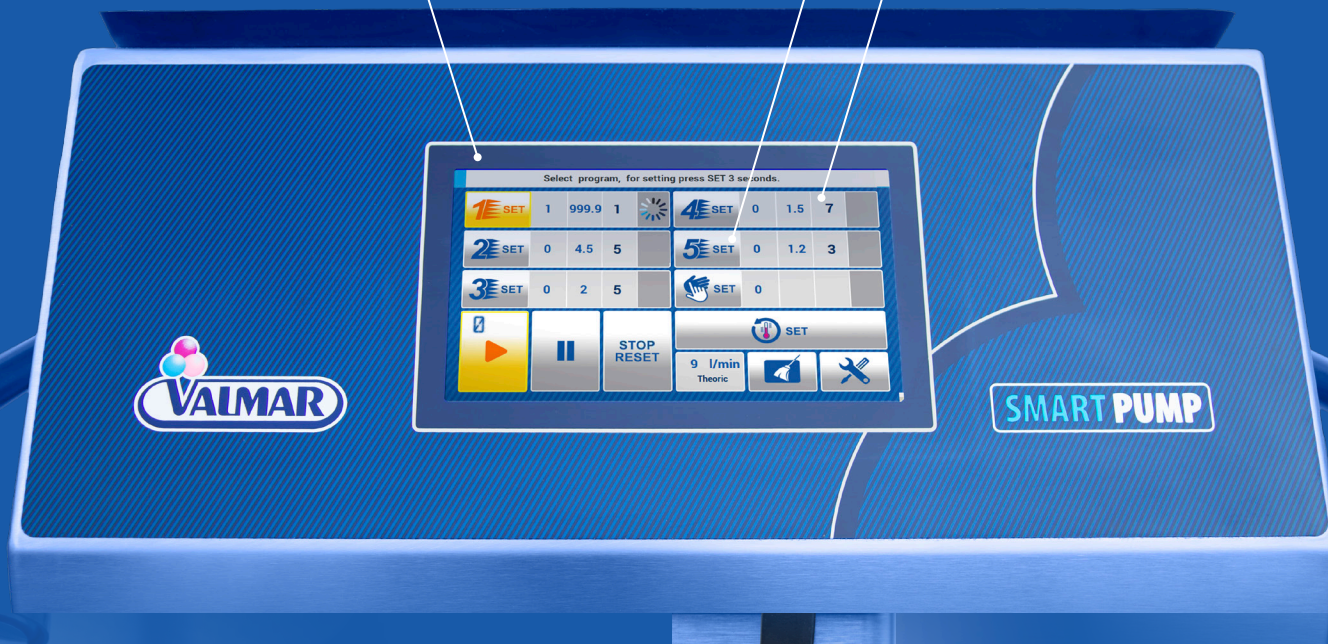 Select program, for setting press SET 3 seconds.
1 SET 1 999.9 1
4 SET 0 1.5 7
2 SET 0 4.5 5
5 SET 0 1.2 3
3 SET 0 2 5
SET 0
0
SET
STOP
RESET
9 l/min
Theoric
VALMAR
SMART PUMP